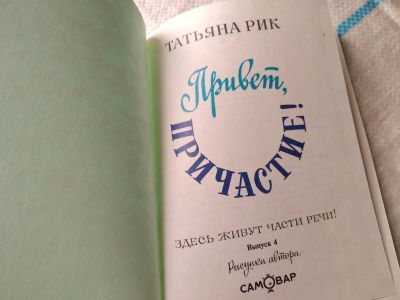 ТАТЬЯНА РИК
Привет,
ПРИЧАСТИЕ!
ЗДЕСЬ ЖИВУТ ЧАСТИ РЕЧИ!
Выпуск 4
Рисунки автора
САМОВАР